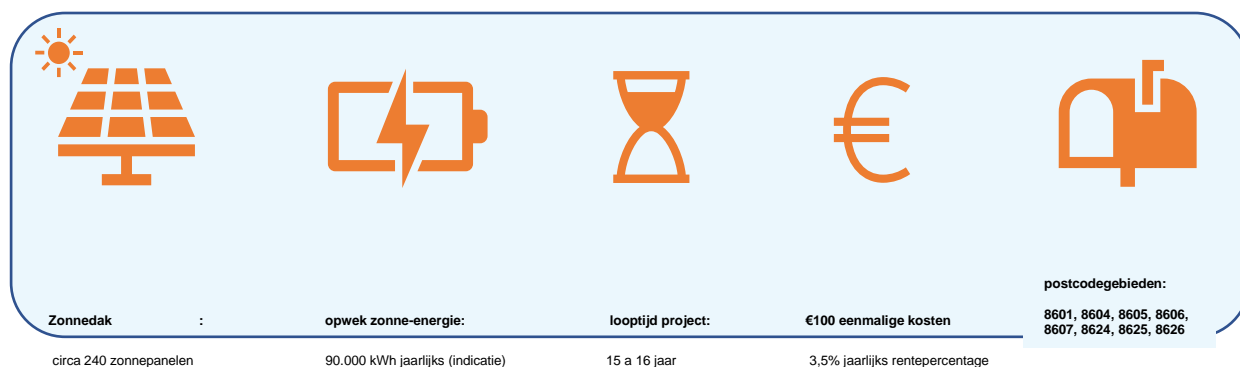 postcodegebieden:
8601, 8604, 8605, 8606,
8607, 8624, 8625, 8626
Zonnedak : opwek zonne-energie: looptijd project: €100 eenmalige kosten
circa 240 zonnepanelen 90.000 kWh jaarlijks (indicatie) 15 a 16 jaar 3,5% jaarlijks rentepercentage